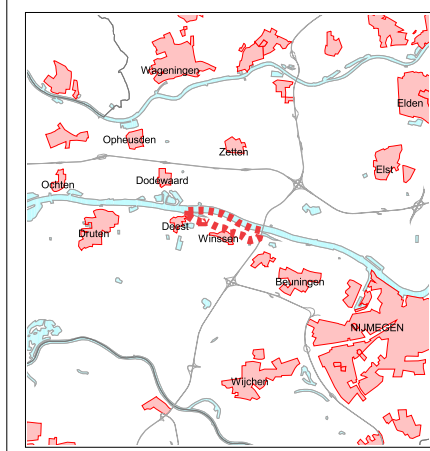 Wageningen
Elden
Opheusden
Zetten
Elst
Ochten
Dodewaard
Druten
Deest
Winssen
Beuningen
NIJMEGEN
Wijchen